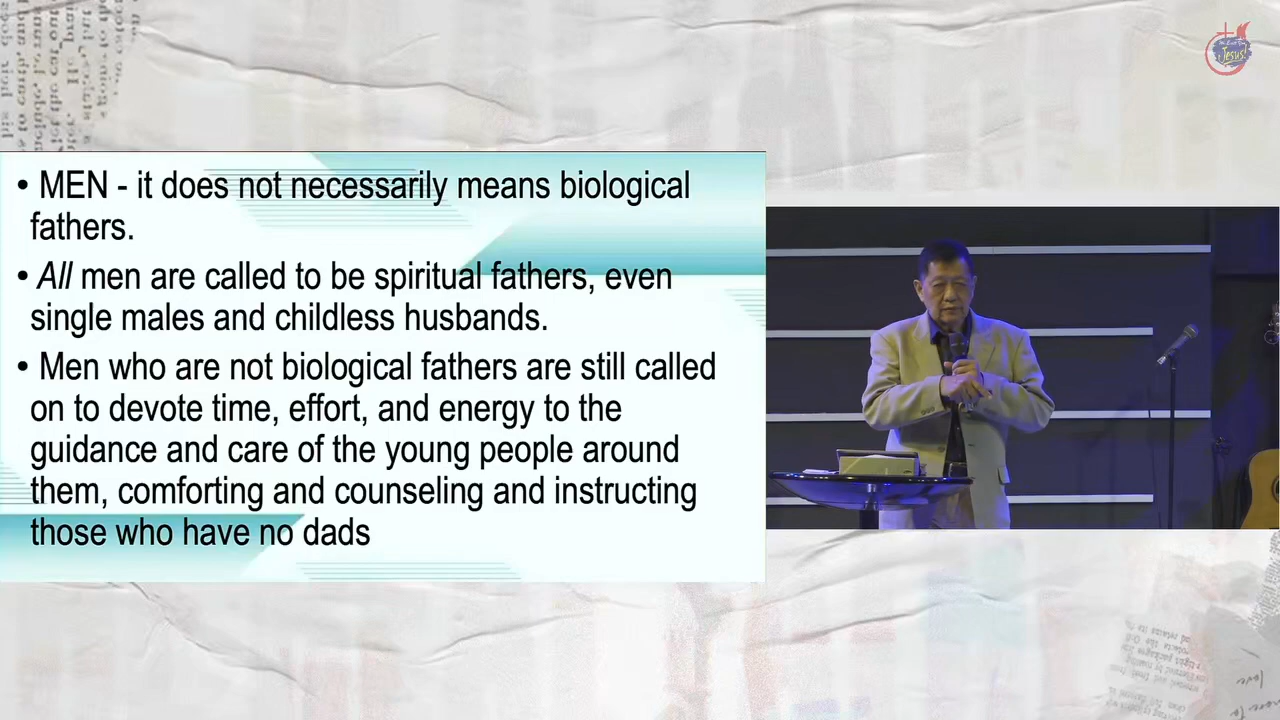 • MEN - it does not necessarily means biological
fathers.
• All men are called to be spiritual fathers, even
single males and childless husbands.
• Men who are not biological fathers are still called
on to devote time, effort, and energy to the
guidance and care of the young people around
them, comforting and counseling and instructing
those who have no dads
Jesus!